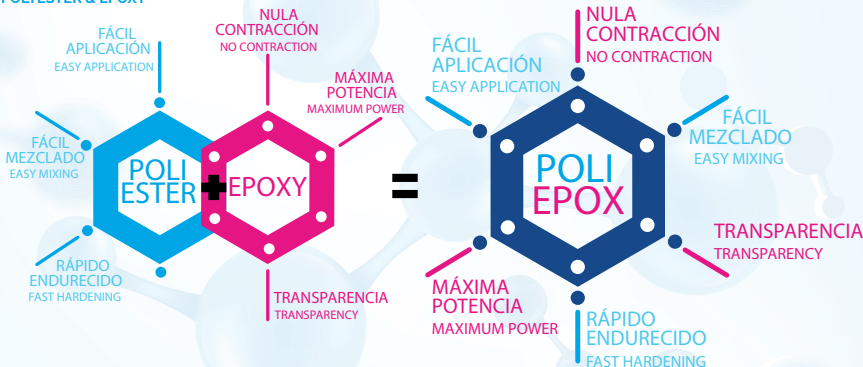 POLIESTER & EPOXY
FÁCIL
APLICACIÓN
EASY APPLICATION
FÁCIL
MEZCLADO
EASY MIXING
RÁPIDO
ENDURECIDO
FAST HARDENING
POLI
ESTER
+
EPOXY
NULA
CONTRACCIÓN
NO CONTRACTION
MÁXIMA
POTENCIA
MAXIMUM POWER
TRANSPARENCIA
TRANSPARENCY
=
FÁCIL
APLICACIÓN
EASY APPLICATION
NULA
CONTRACCIÓN
NO CONTRACTION
FÁCIL
MEZCLADO
EASY MIXING
POLI
EPOX
TRANSPARENCIA
TRANSPARENCY
MÁXIMA
POTENCIA
MAXIMUM POWER
RÁPIDO
ENDURECIDO
FAST HARDENING